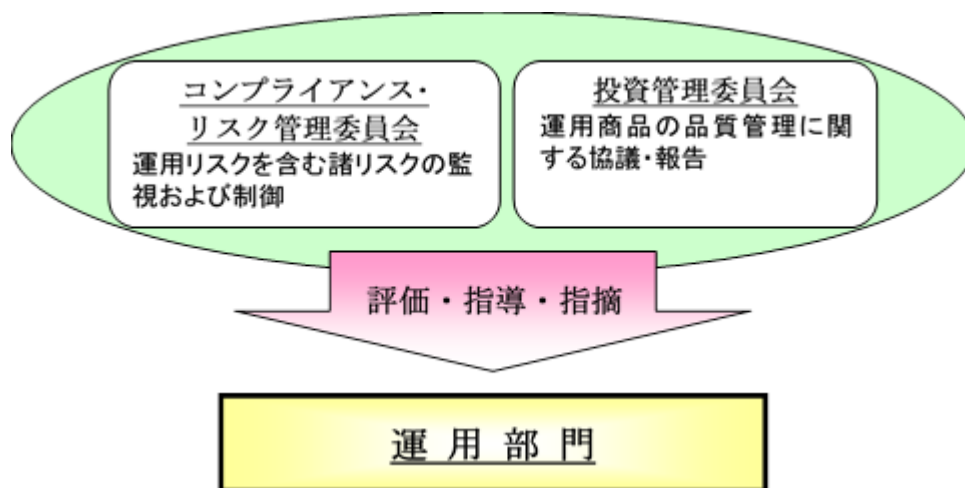 コンプライアンス・
リスク管理委員会
運用リスクを含む諸リスクの監
視および制御
投資管理委員会
運用商品の品質管理に関
する協議・報告
評価・指導・指摘
運用部門